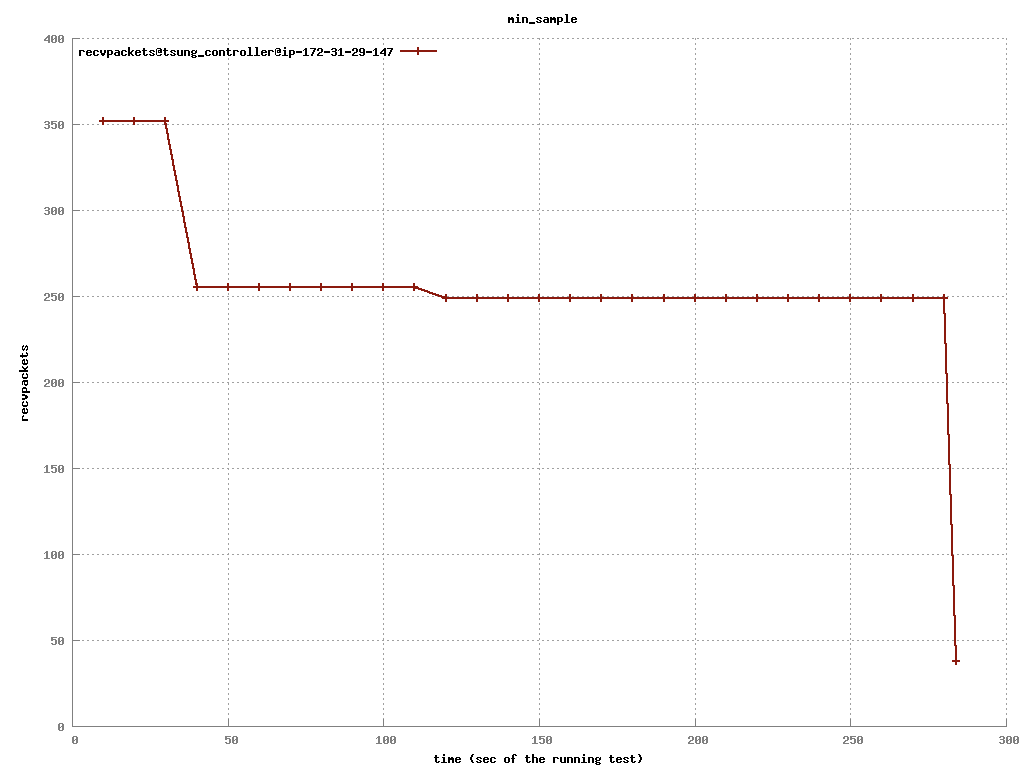 min_sample
recvpackets@tsung_controller@ip-172-31-29-147
400
350
300
250
200
150
100
50
0
recvpackets
0 50 100 150 200 250 300
time (sec of the running test)